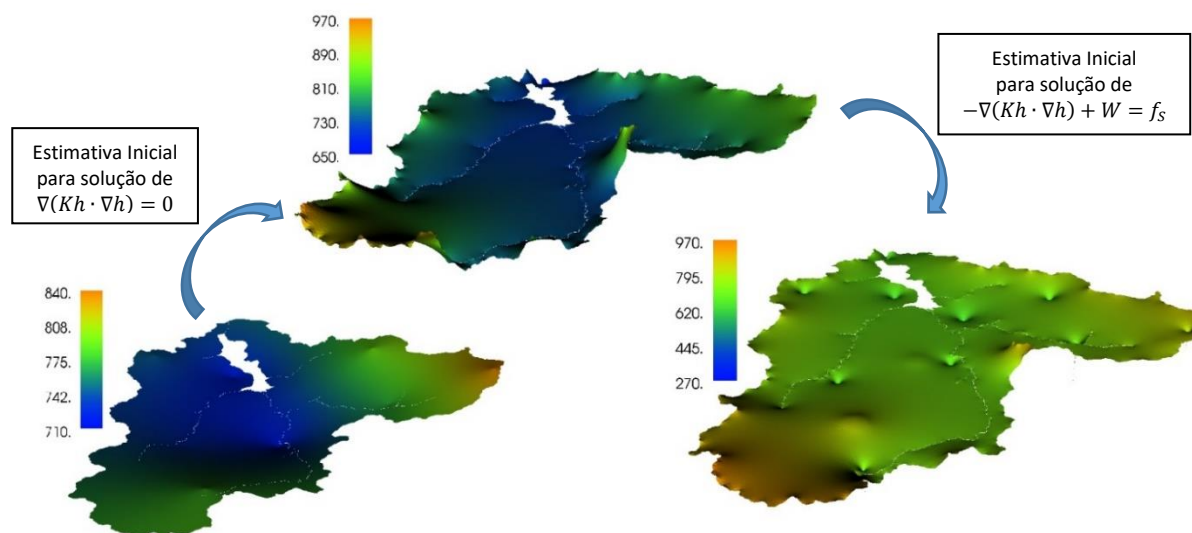 970.
890.
810.
730.
650.
Estimativa Inicial
para solução de
−∇(Kh · ∇h) + W = f_S
Estimativa Inicial
para solução de
∇(Kh · ∇h) = 0
840.
808.
775.
742.
710.
970.
795.
620.
445.
270.